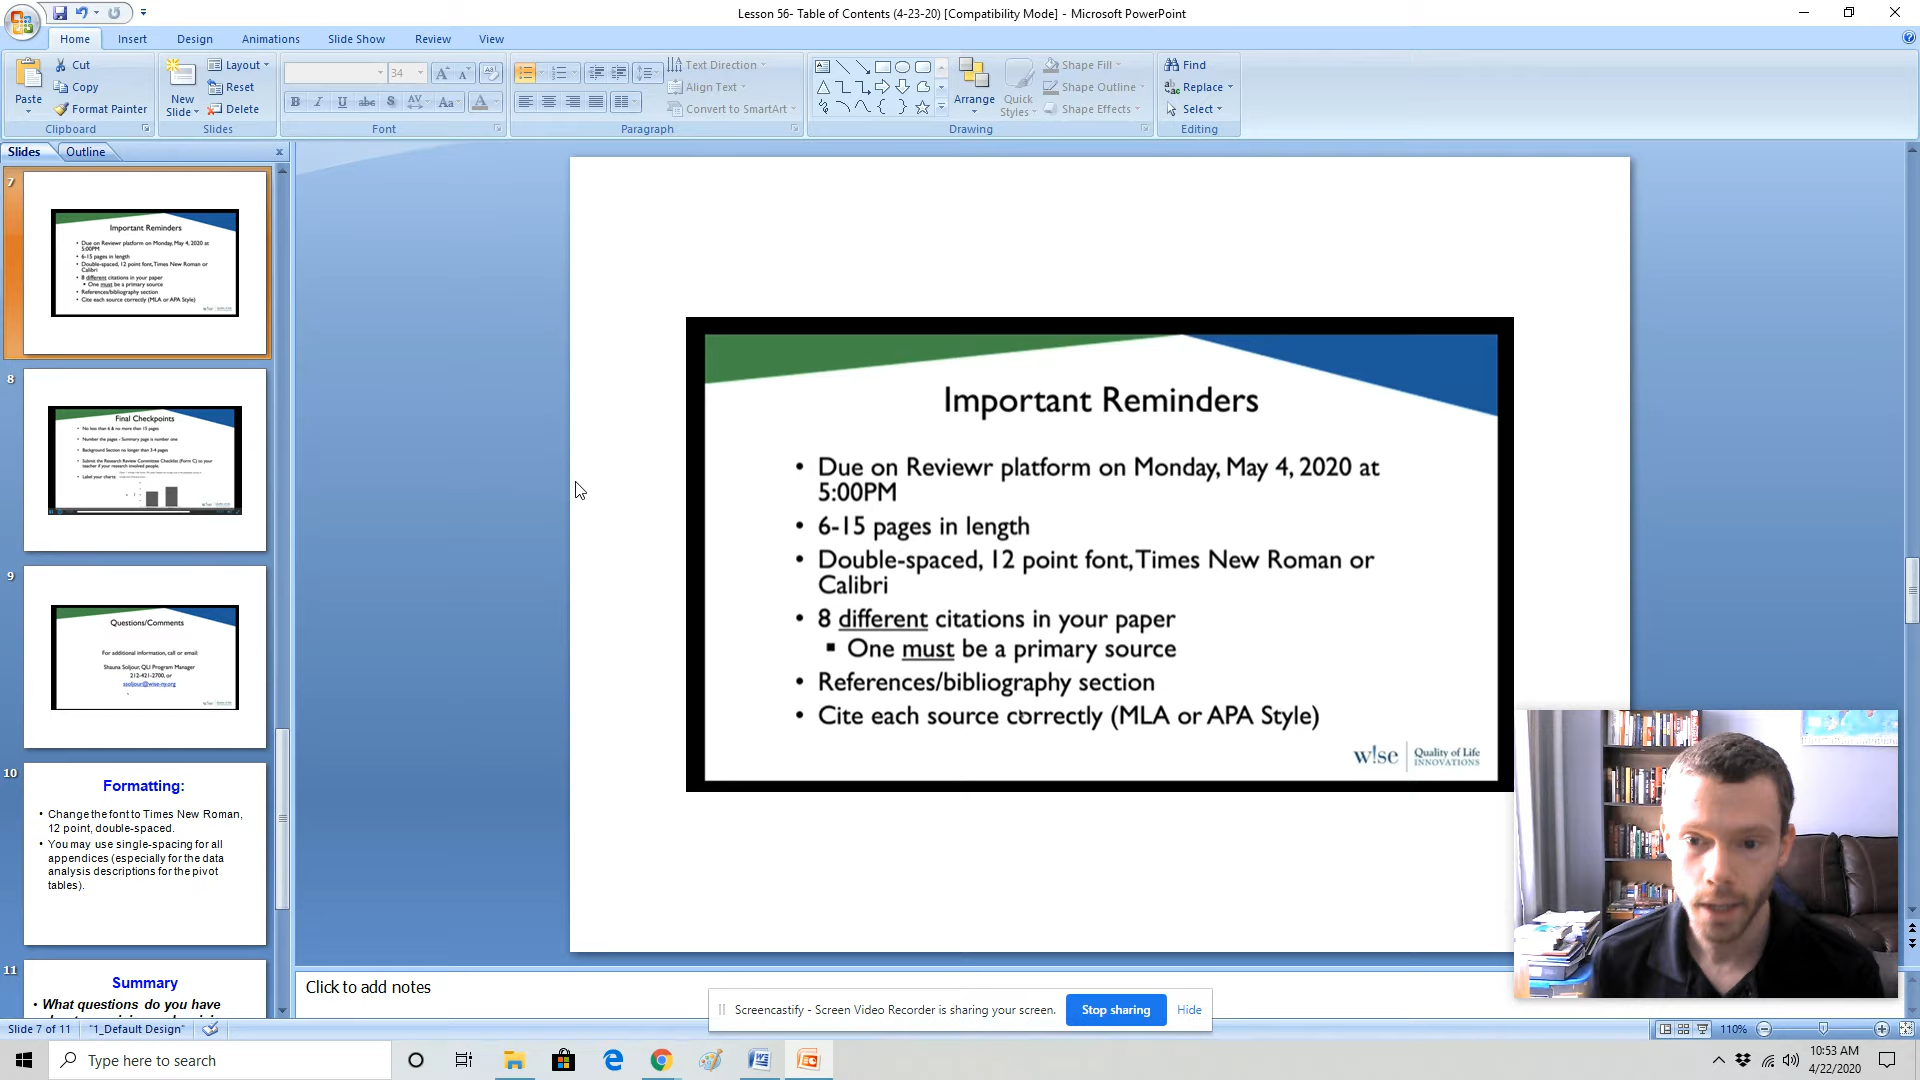 Lesson 56- Table of Contents (4-23-20) [Compatibility Mode] - Microsoft PowerPoint
Home Insert Design Animations Slide Show Review View
Paste
Cut
Copy
Format Painter
Clipboard
New
Slide
Layout
Reset
Delete
Slides
34
Font
Text Direction
Align Text
Convert to SmartArt
Paragraph
Arrange
Quick
Styles
Shape Fill
Shape Outline
Shape Effects
Drawing
Find
Replace
Select
Editing
Slides Outline
7
Important Reminders
• Due on Reviewr platform on Monday, May 4, 2020 at
5:00PM
• 6-15 pages in length
• Double-spaced, 12 point font, Times New Roman or
Calibri
• 8 different citations in your paper
▪ One must be a primary source
• References/bibliography section
• Cite each source correctly (MLA or APA Style)
8
Final Checkpoints
• No less than 6 & no more than 15 pages
• Number the pages - Summary page is number one
• Background Section no longer than 3-4 pages
• Submit the Research Review Committee Checklist (Form C) to your
teacher if your research involved people.
• Label your charts:
9
Questions/Comments
For additional information, call or email:
Shauna Soljour, QLI Program Manager
212-421-2700, or
ssoljour@wise-ny.org
10
Formatting:
• Change the font to Times New Roman,
12 point, double-spaced.
• You may use single-spacing for all
appendices (especially for the data
analysis descriptions for the pivot
tables).
11
Summary
• What questions do you have
Important Reminders
• Due on Reviewr platform on Monday, May 4, 2020 at
5:00PM
• 6-15 pages in length
• Double-spaced, 12 point font, Times New Roman or
Calibri
• 8 different citations in your paper
▪ One must be a primary source
• References/bibliography section
• Cite each source correctly (MLA or APA Style)
w!se Quality of Life
INNOVATIONS
Click to add notes
Screencastify - Screen Video Recorder is sharing your screen. Stop sharing Hide
Slide 7 of 11 "1_Default Design" 110%
Type here to search
10:53 AM
4/22/2020